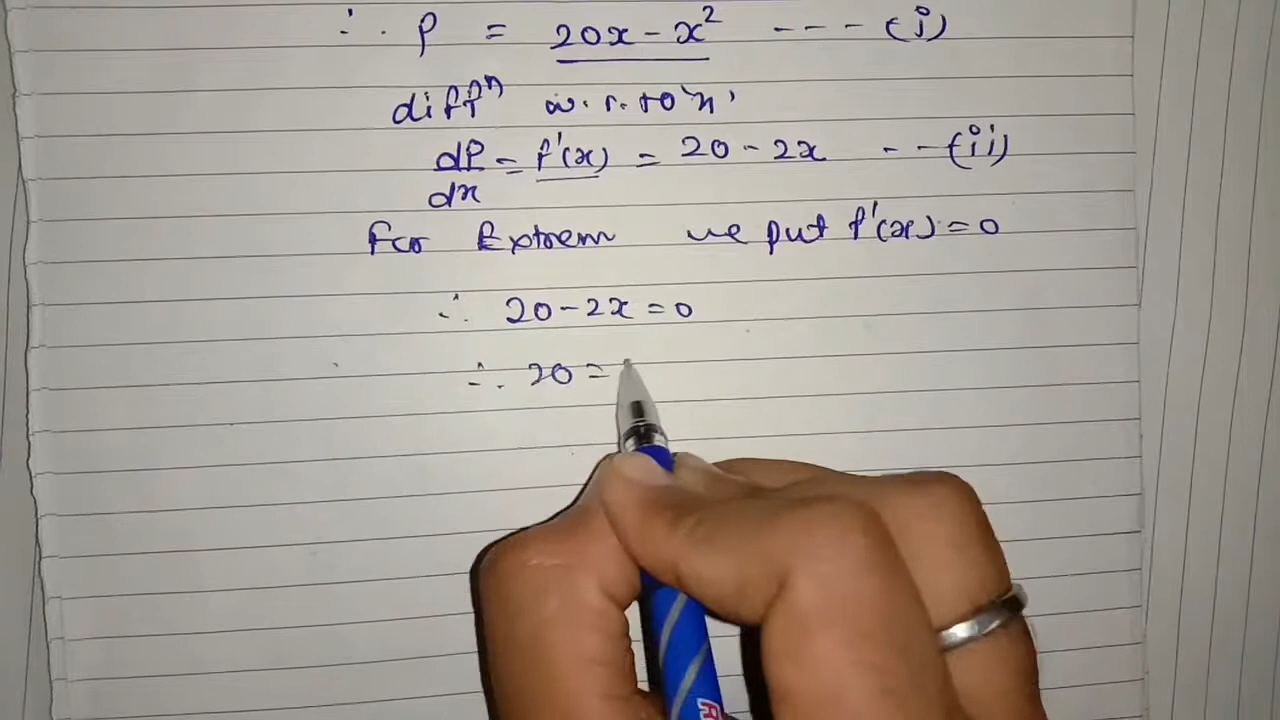 ∴ P = 20x - x² ---- (i)
diffⁿ w.r.to 'x'
dP/dx = f'(x) = 20 - 2x --- (ii)
For Extrem we put f'(x) = 0
∴ 20 - 2x = 0
∴ 20 =